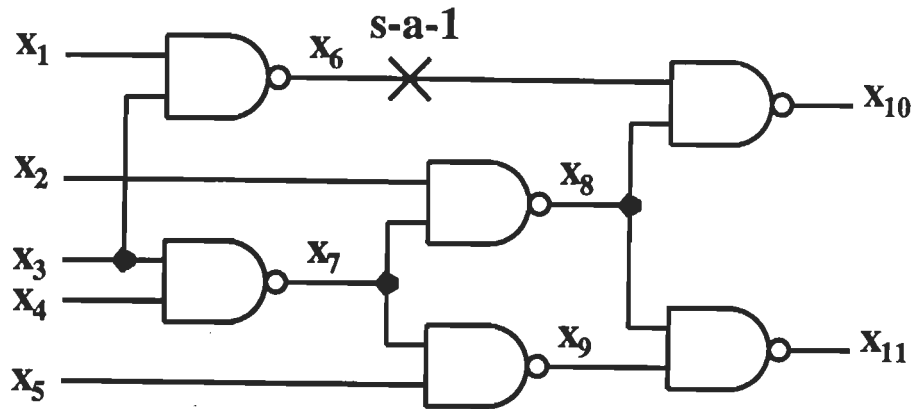 s-a-1
x₁
x₆
x₁₀
x₂
x₈
x₃
x₇
x₄
x₉
x₁₁
x₅